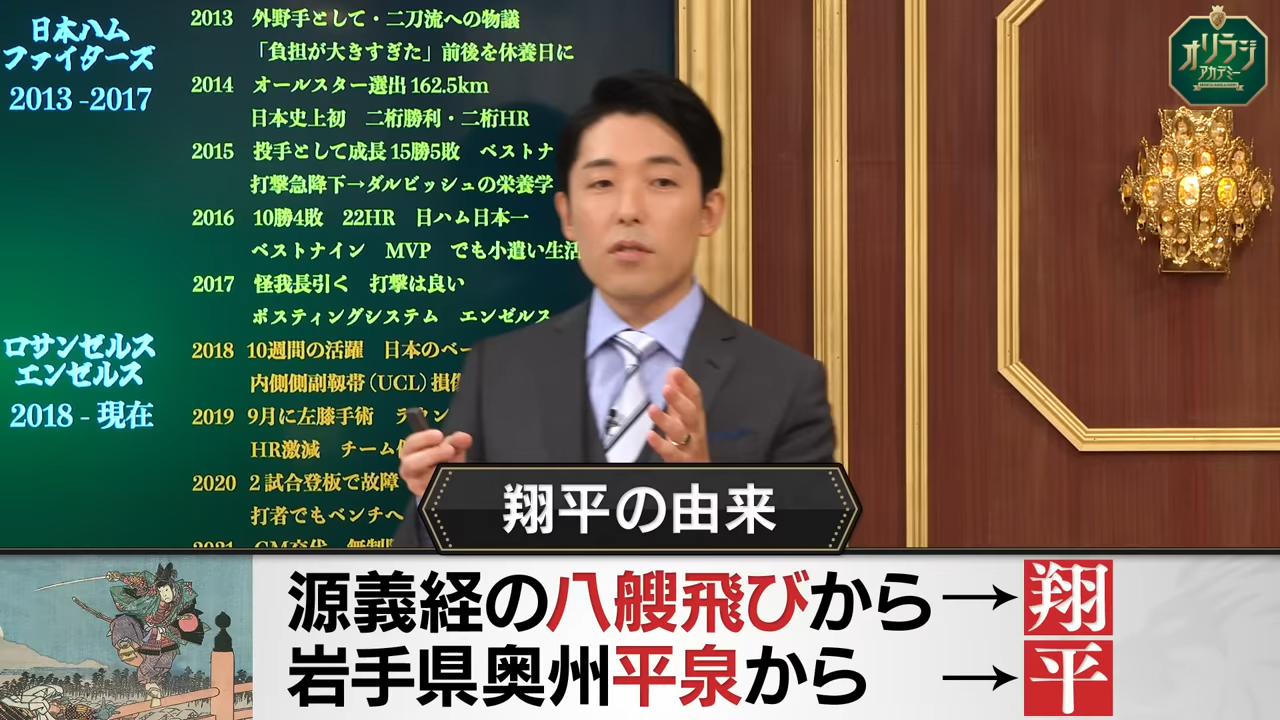 日本ハム
ファイターズ
2013 -2017
2013 外野手として・二刀流への物議
「負担が大きすぎた」前後を休養日に
2014 オールスター選出 162.5km
日本史上初 二桁勝利・二桁HR
2015 投手として成長 15勝5敗 ベストナ
打撃急降下→ダルビッシュの栄養学
2016 10勝4敗 22HR 日ハム日本一
ベストナイン MVP でも小遣い生活
2017 怪我長引く 打撃は良い
ポスティングシステム エンゼルス
ロサンゼルス
エンゼルス
2018 - 現在
2018 10週間の活躍 日本のベー
内側側副靱帯（UCL）損傷
2019 9月に左膝手術 ラウン
HR激減 チーム
2020 2試合登板で故障
打者でもベンチへ
2021 GM交代 無制限
オリラジ
アカデミー
翔平の由来
源義経の八艘飛びから→翔
岩手県奥州平泉から→平